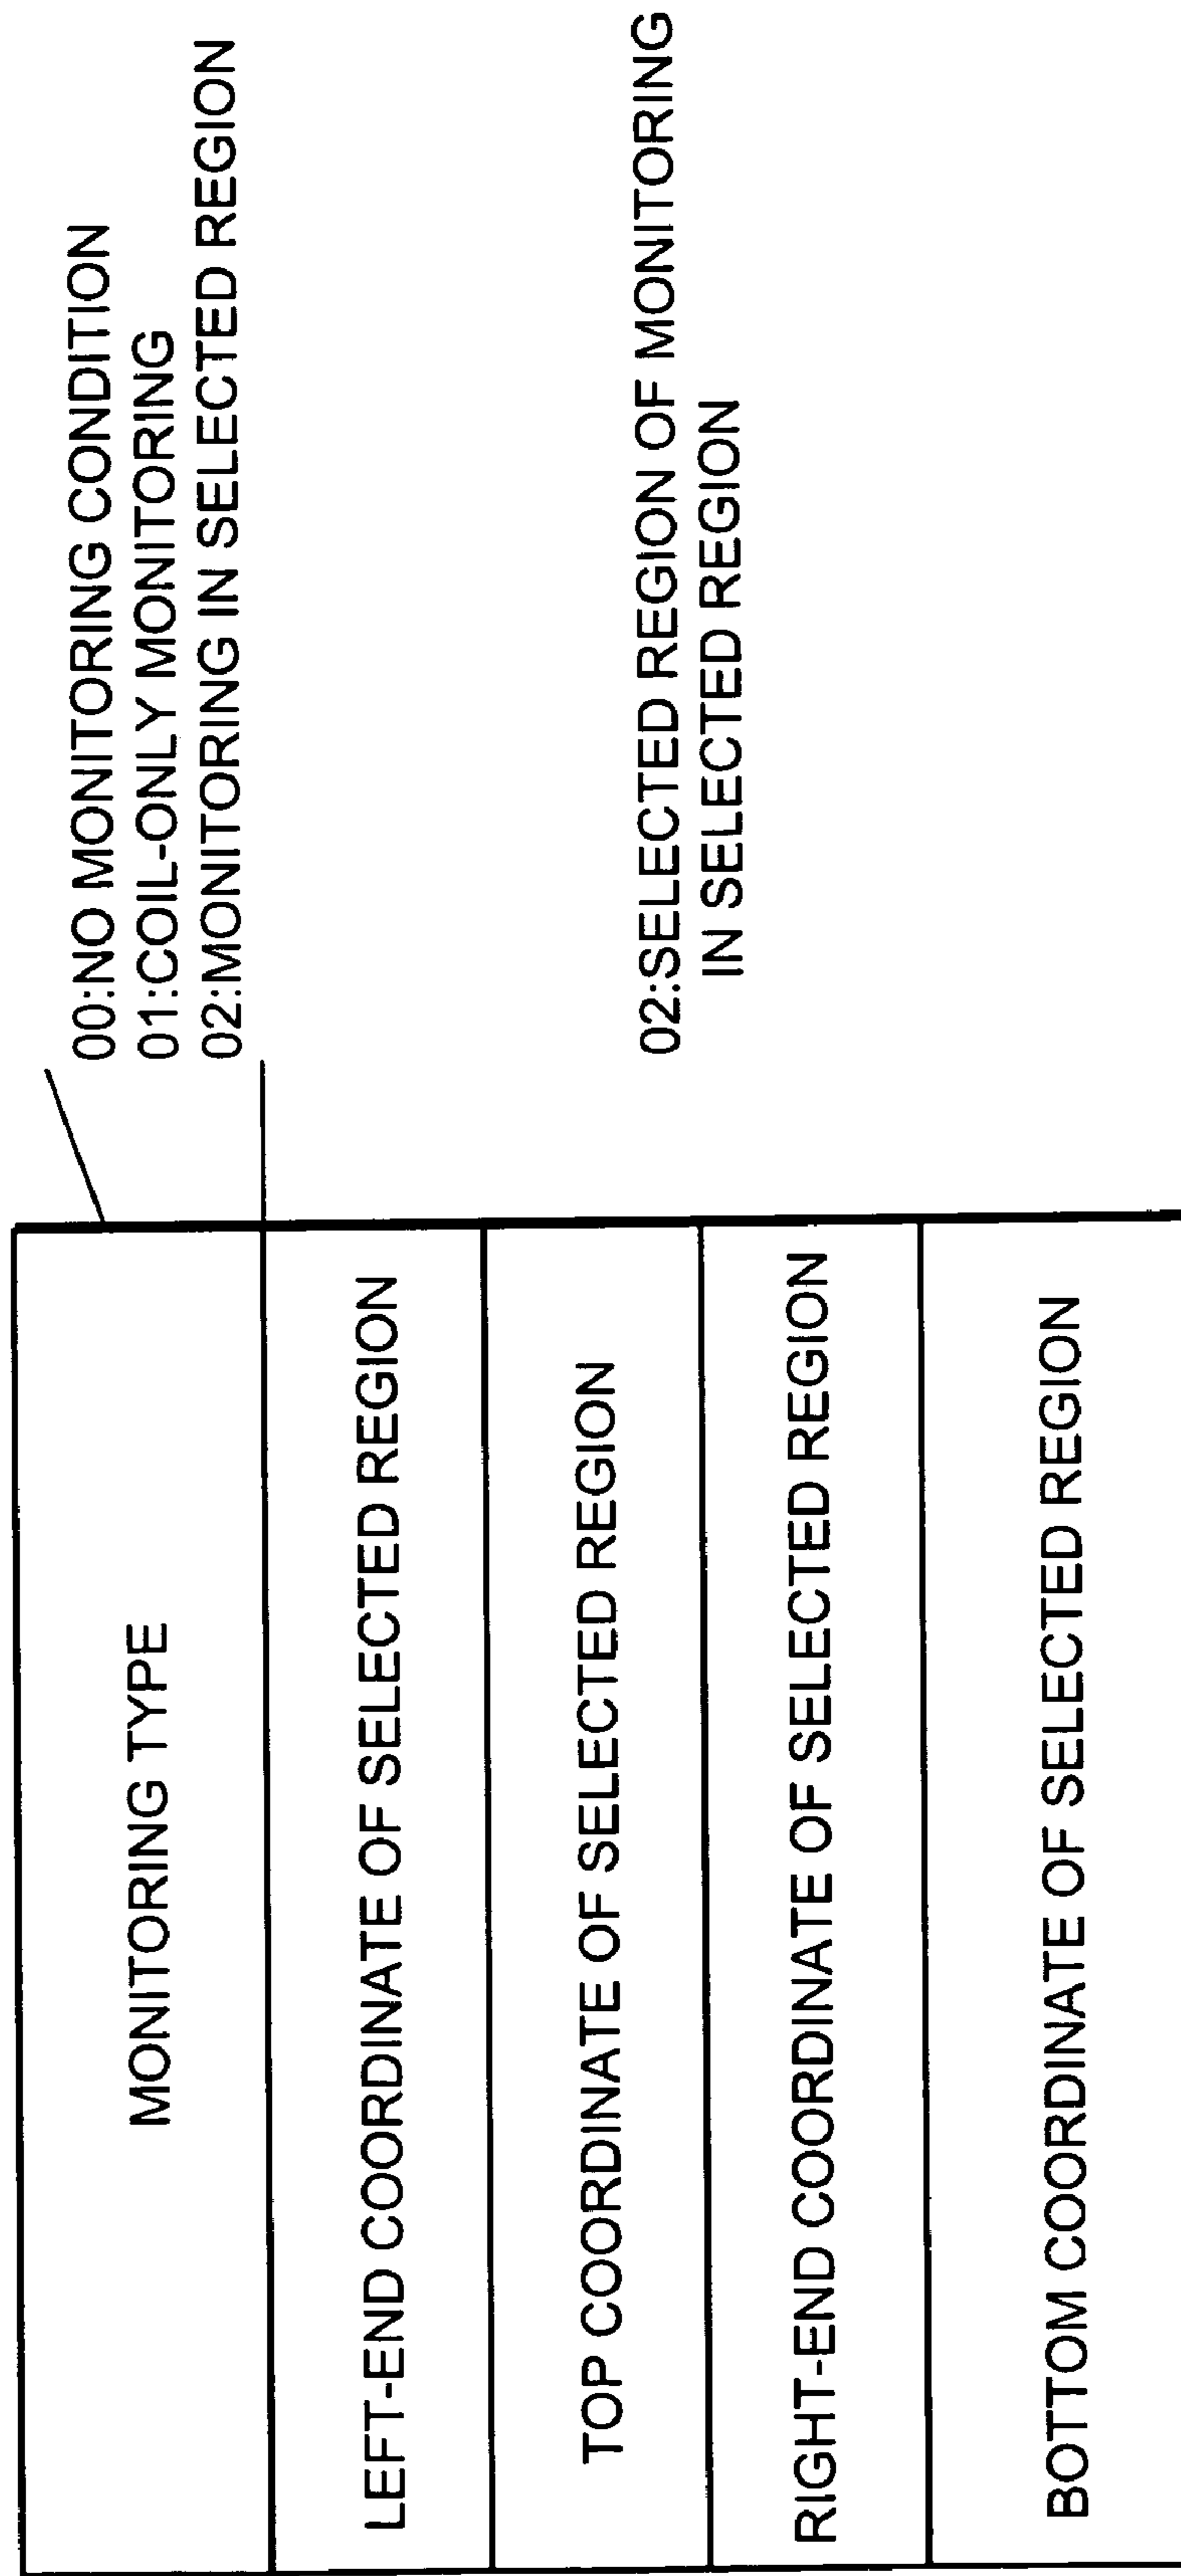 MONITORING TYPE
00:NO MONITORING CONDITION
01:COIL-ONLY MONITORING
02:MONITORING IN SELECTED REGION
LEFT-END COORDINATE OF SELECTED REGION
TOP COORDINATE OF SELECTED REGION
RIGHT-END COORDINATE OF SELECTED REGION
BOTTOM COORDINATE OF SELECTED REGION
02:SELECTED REGION OF MONITORING
IN SELECTED REGION